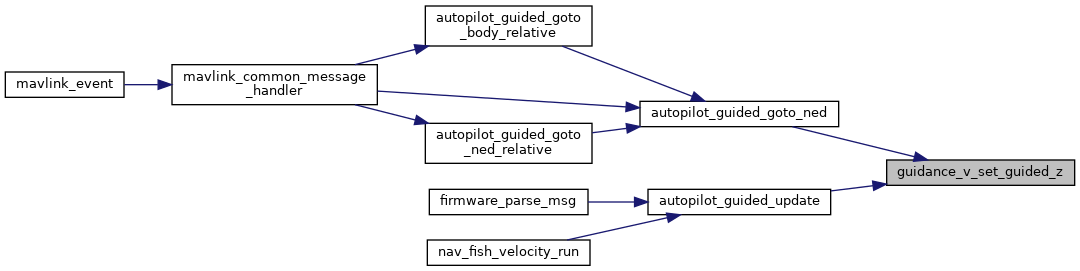 autopilot_guided_goto
_body_relative
mavlink_event
mavlink_common_message
_handler
autopilot_guided_goto_ned
autopilot_guided_goto
_ned_relative
guidance_v_set_guided_z
firmware_parse_msg
autopilot_guided_update
nav_fish_velocity_run